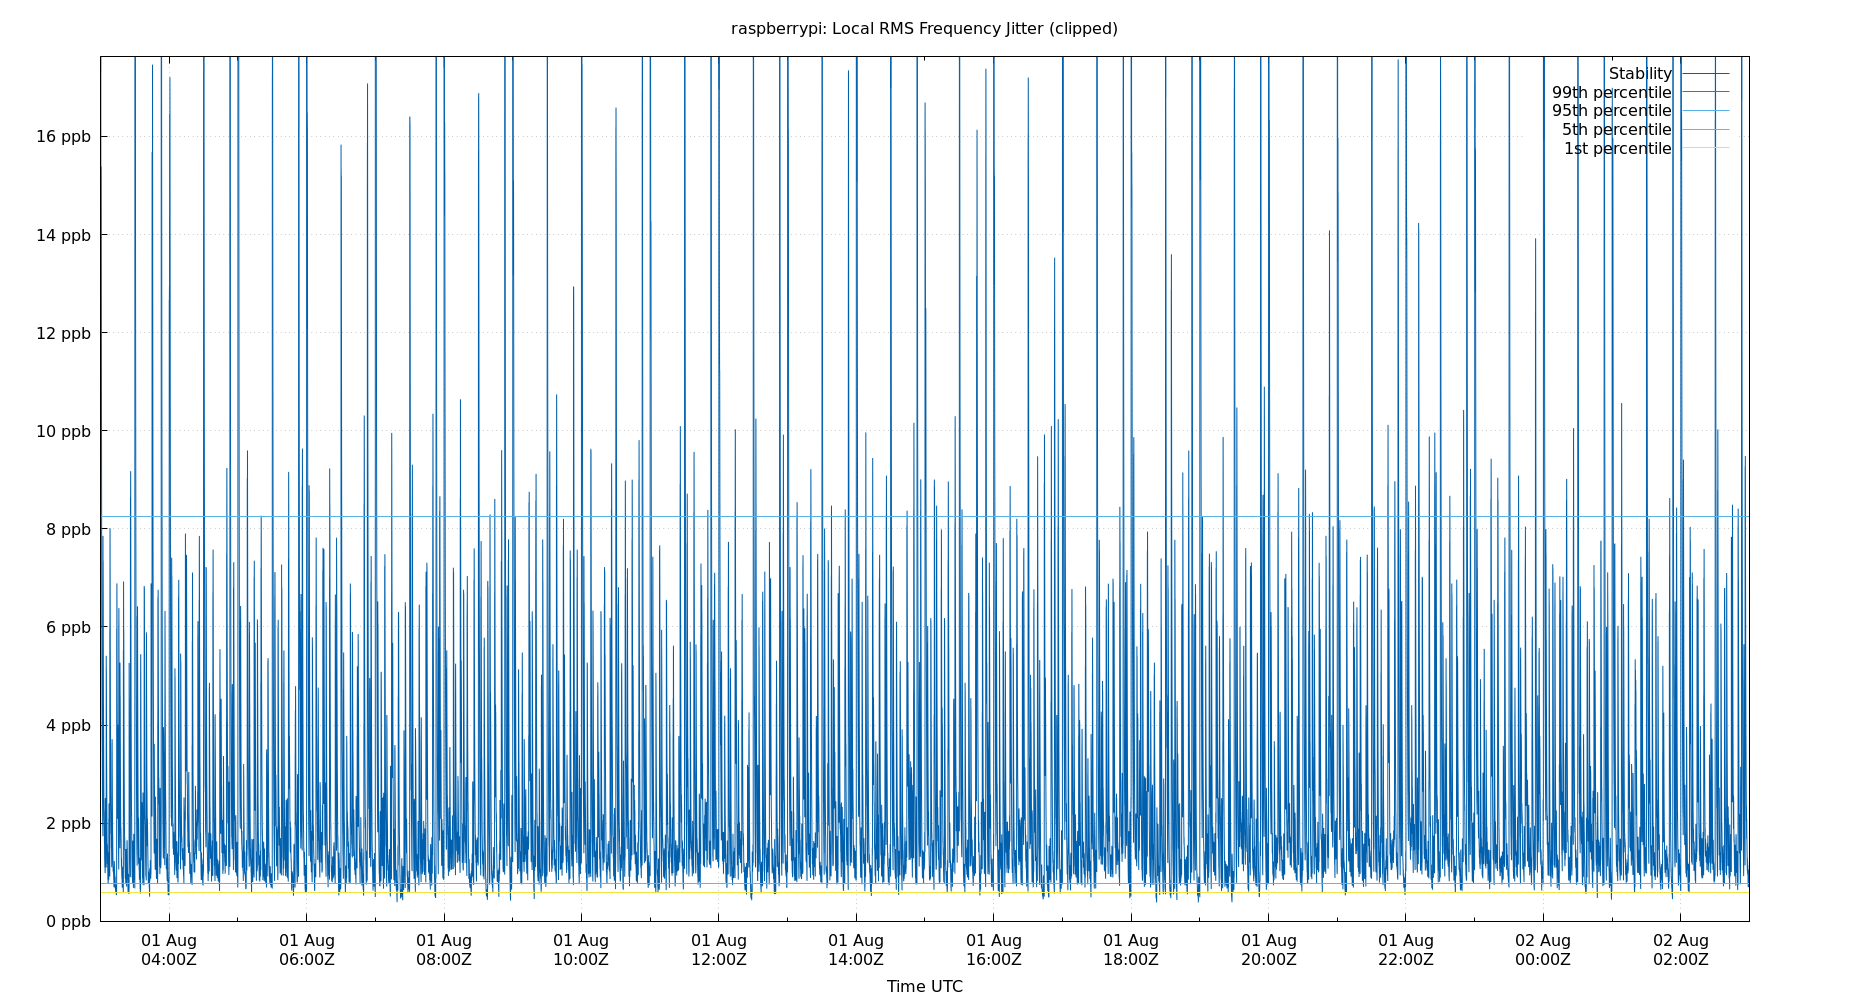 raspberrypi: Local RMS Frequency Jitter (clipped)
Stability
99th percentile
95th percentile
5th percentile
1st percentile
16 ppb
14 ppb
12 ppb
10 ppb
8 ppb
6 ppb
4 ppb
2 ppb
0 ppb
01 Aug 01 Aug 01 Aug 01 Aug 01 Aug 01 Aug 01 Aug 01 Aug 01 Aug 01 Aug 02 Aug 02 Aug
04:00Z 06:00Z 08:00Z 10:00Z 12:00Z 14:00Z 16:00Z 18:00Z 20:00Z 22:00Z 00:00Z 02:00Z
Time UTC